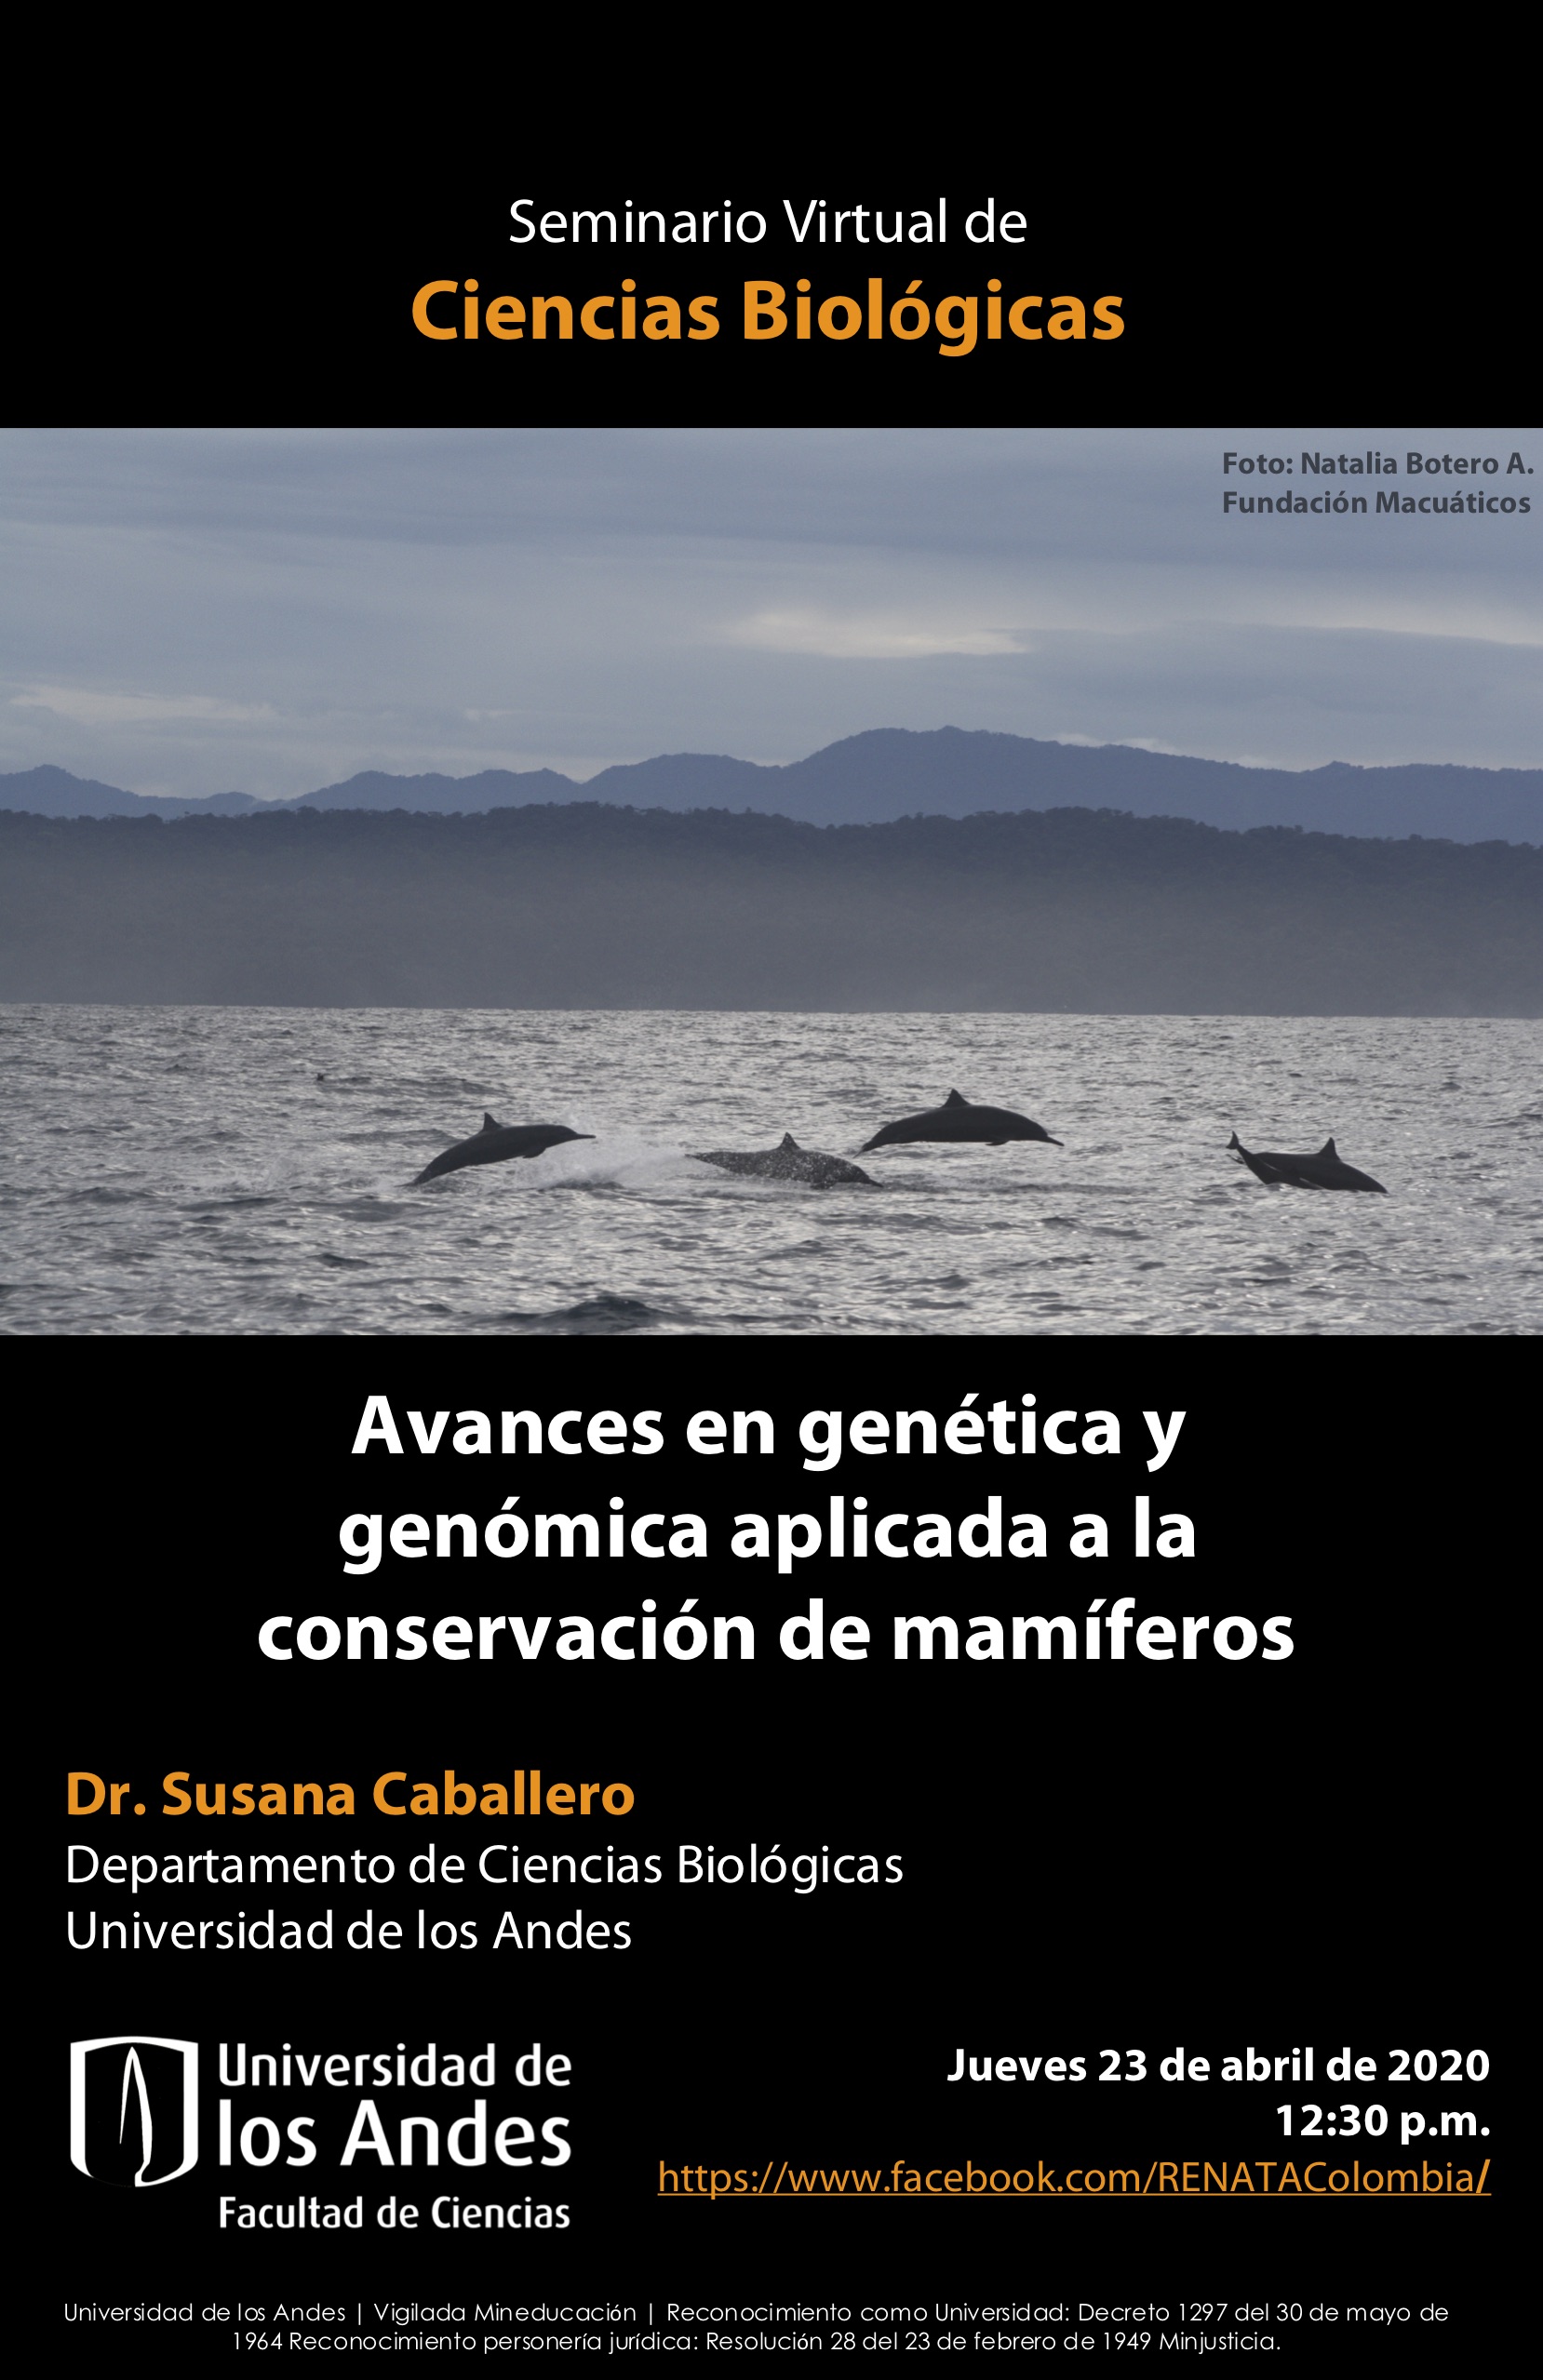 Seminario Virtual de
Ciencias Biológicas
Foto: Natalia Botero A.
Fundación Macuáticos
Avances en genética y
genómica aplicada a la
conservación de mamíferos
Dr. Susana Caballero
Departamento de Ciencias Biológicas
Universidad de los Andes
Universidad de
los Andes
Facultad de Ciencias
Jueves 23 de abril de 2020
12:30 p.m.
https://www.facebook.com/RENATAColombia/
Universidad de los Andes | Vigilada Mineducación | Reconocimiento como Universidad: Decreto 1297 del 30 de mayo de
1964 Reconocimiento personería jurídica: Resolución 28 del 23 de febrero de 1949 Minjusticia.